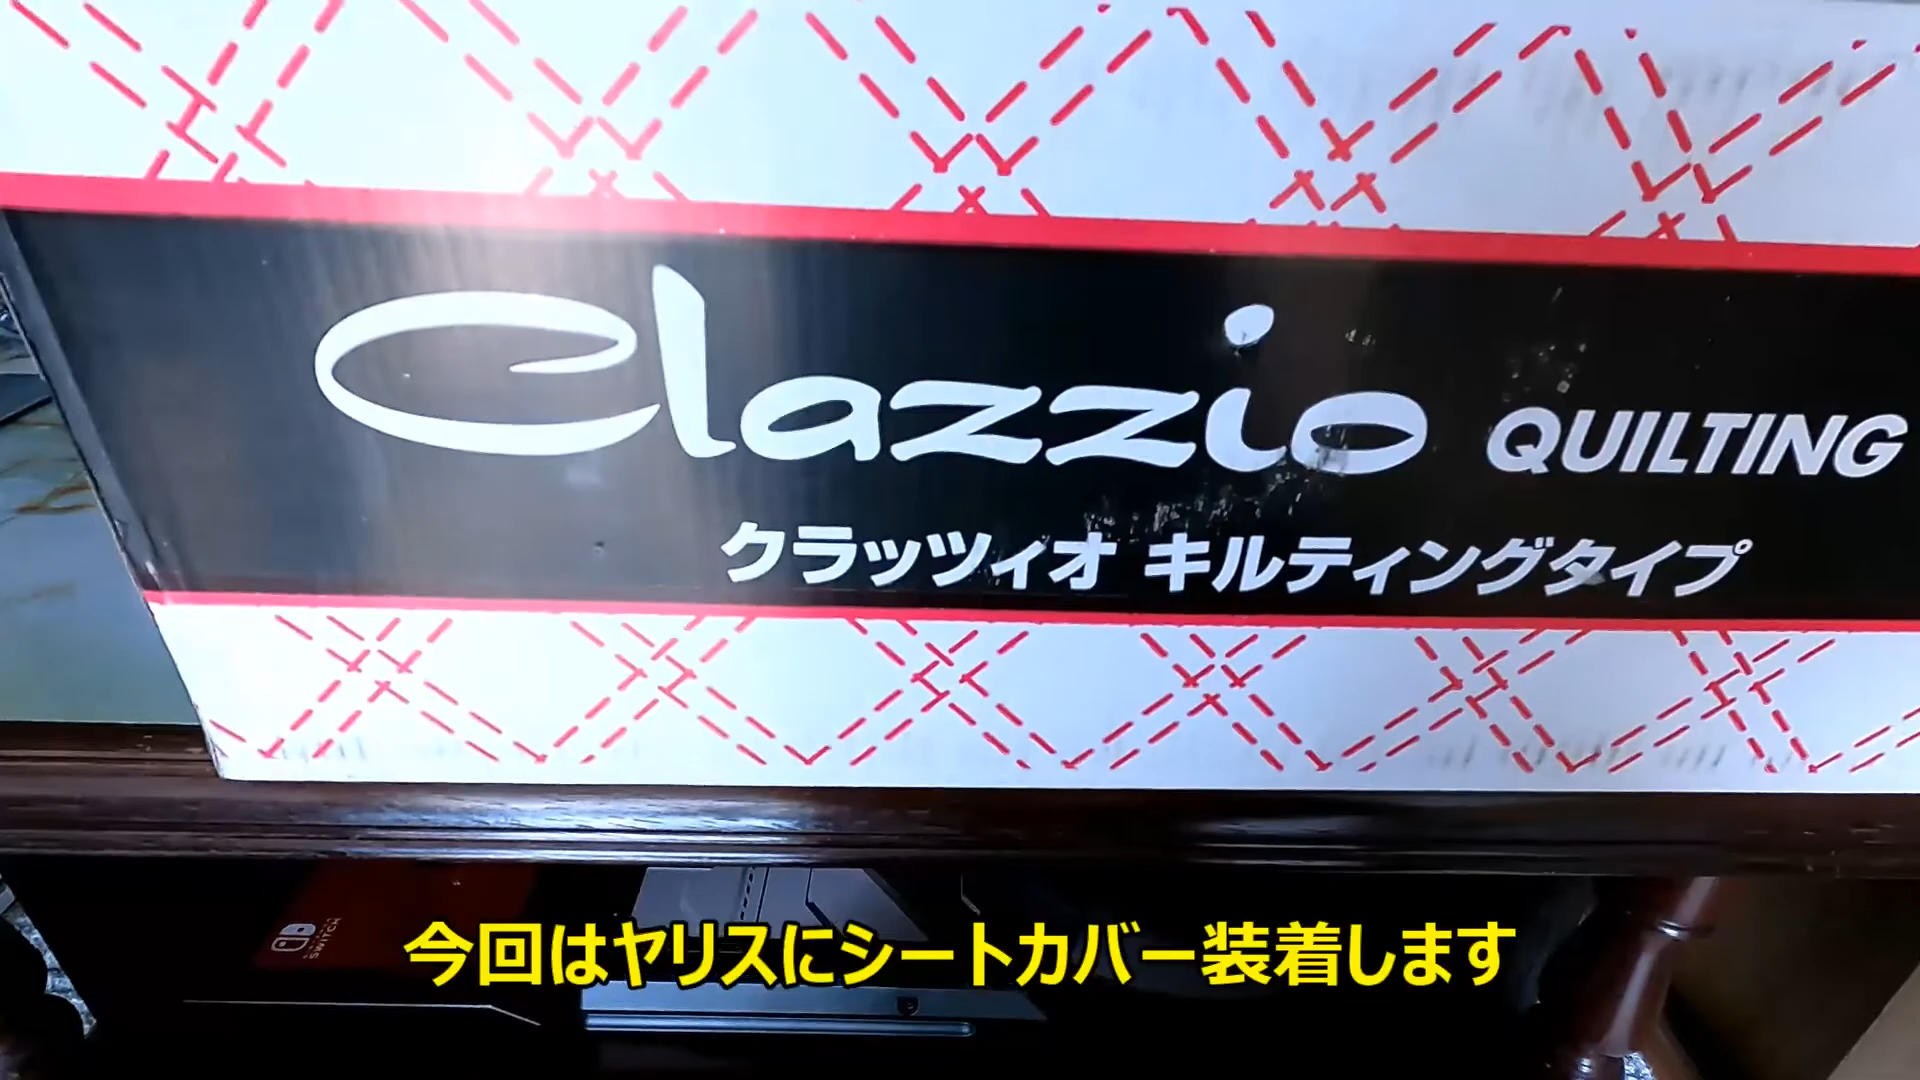 Clazzio QUILTING
クラッツィオ キルティングタイプ
SWITCH
今回はヤリスにシートカバー装着します